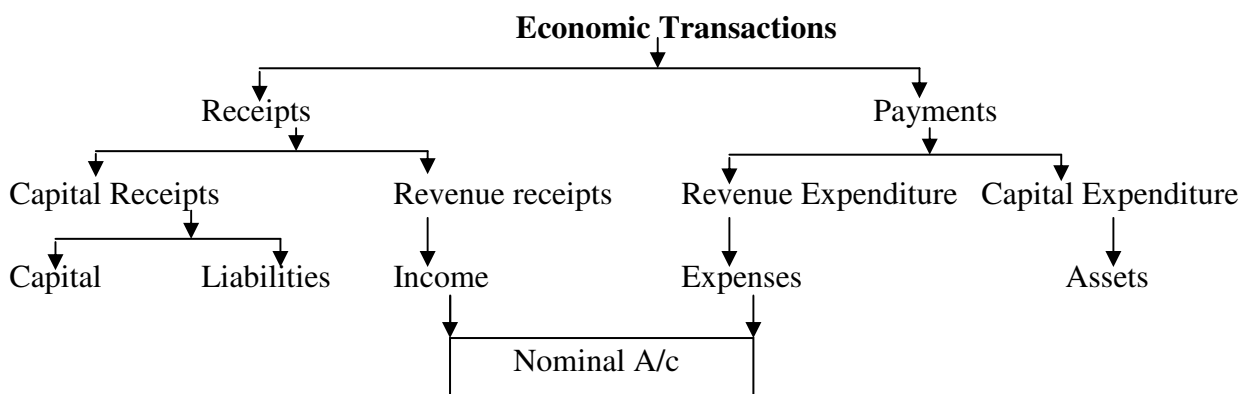 Economic Transactions
Receipts Payments
Capital Receipts Revenue receipts Revenue Expenditure Capital Expenditure
Capital Liabilities Income Expenses Assets
Nominal A/c